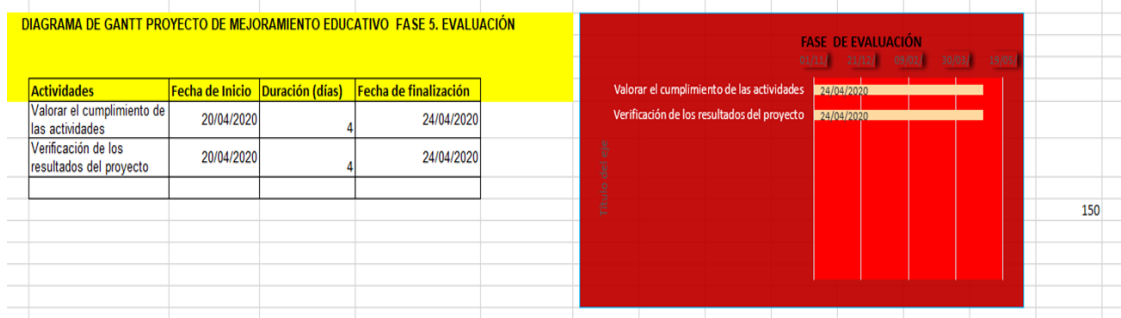 DIAGRAMA DE GANTT PROYECTO DE MEJORAMIENTO EDUCATIVO FASE 5. EVALUACIÓN
Actividades Fecha de Inicio Duración (días) Fecha de finalización
Valorar el cumplimiento de
las actividades
20/04/2020 4 24/04/2020
Verificación de los
resultados del proyecto
20/04/2020 4 24/04/2020
FASE DE EVALUACIÓN
01/11/ 21/12/ 09/02/ 30/03/ 19/05/
Valorar el cumplimiento de las actividades 24/04/2020
Verificación de los resultados del proyecto 24/04/2020
Título del eje
150